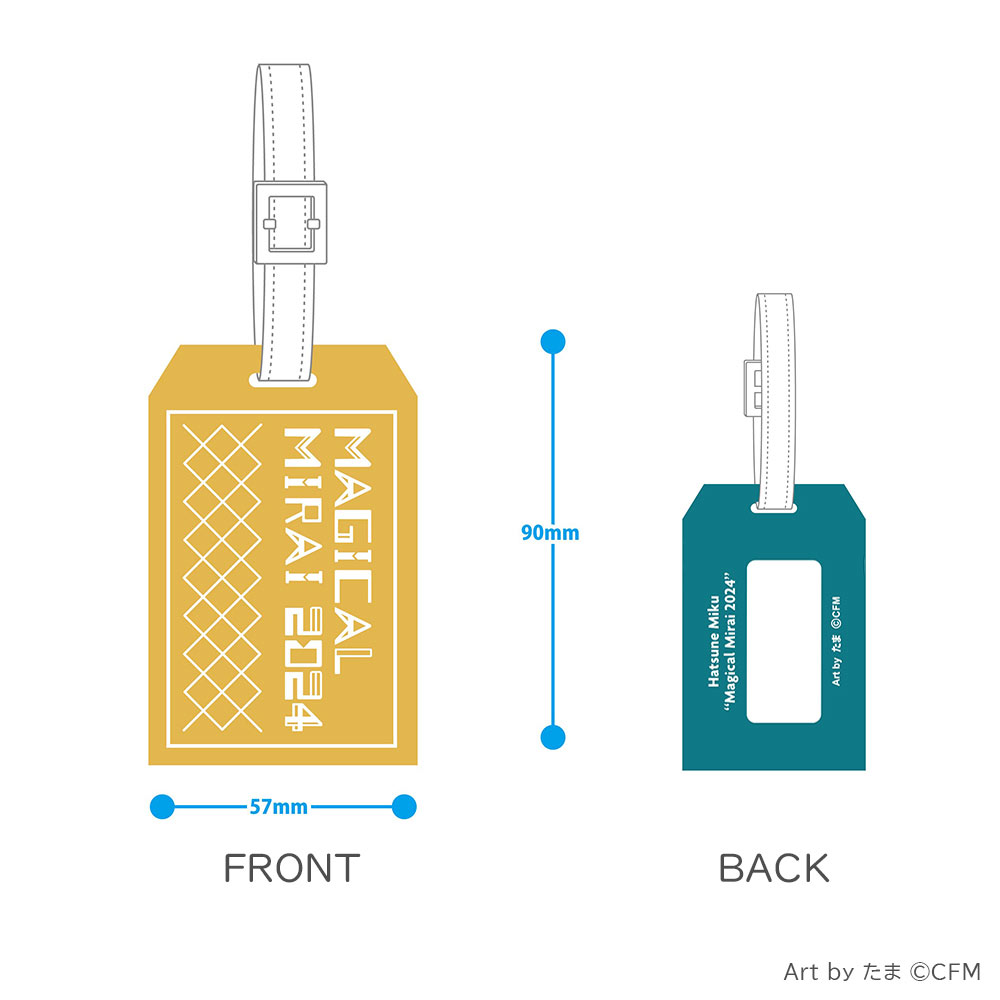 MAGICAL
MIRAI 2024
57mm
FRONT
90mm
Hatsune Miku
“Magical Mirai 2024”
Art by たま ©CFM
BACK
Art by たま ©CFM